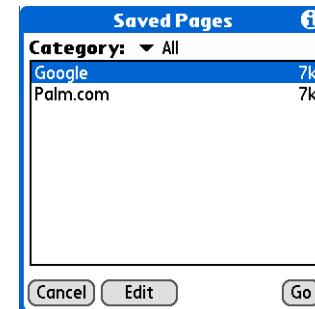 Saved Pages i
Category: All
Google 7k
Palm.com 7k
Cancel Edit Go